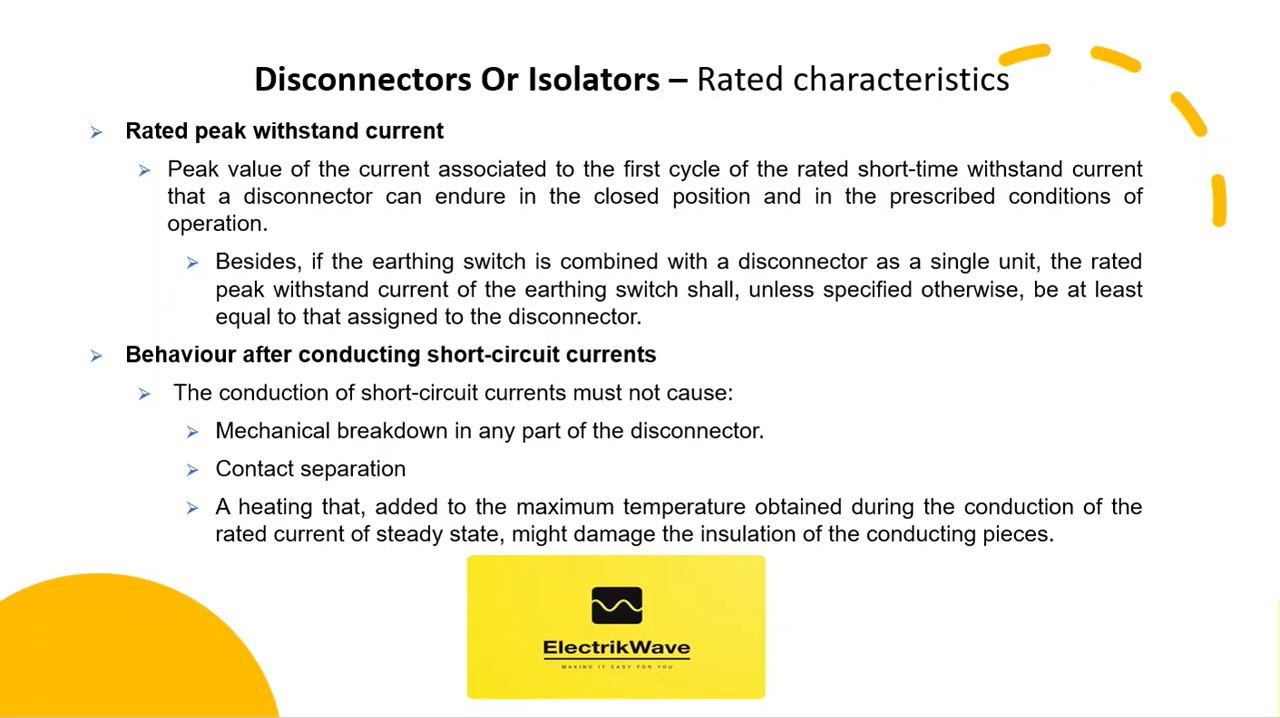 Disconnectors Or Isolators – Rated characteristics
Rated peak withstand current
Peak value of the current associated to the first cycle of the rated short-time withstand current
that a disconnector can endure in the closed position and in the prescribed conditions of
operation.
Besides, if the earthing switch is combined with a disconnector as a single unit, the rated
peak withstand current of the earthing switch shall, unless specified otherwise, be at least
equal to that assigned to the disconnector.
Behaviour after conducting short-circuit currents
The conduction of short-circuit currents must not cause:
Mechanical breakdown in any part of the disconnector.
Contact separation
A heating that, added to the maximum temperature obtained during the conduction of the
rated current of steady state, might damage the insulation of the conducting pieces.
ElectrikWave
MAKING IT EASY FOR YOU